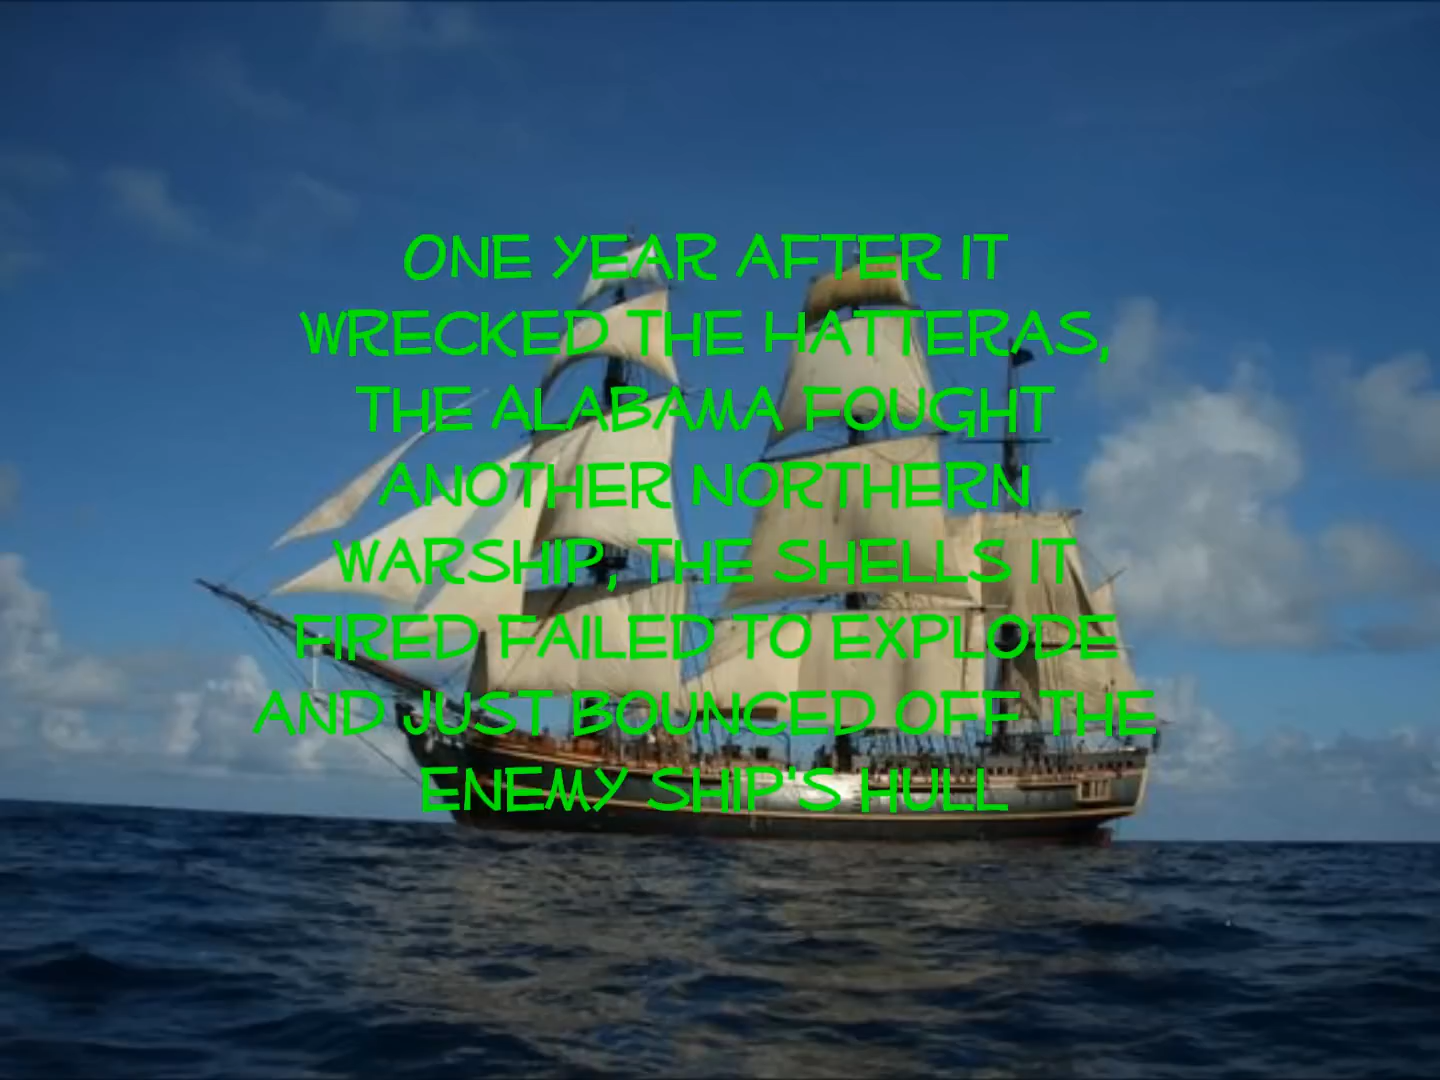 ONE YEAR AFTER IT
WRECKED THE HATTERAS,
THE ALABAMA FOUGHT
ANOTHER NORTHERN
WARSHIP, THE SHELLS IT
FIRED FAILED TO EXPLODE
AND JUST BOUNCED OFF THE
ENEMY SHIP'S HULL